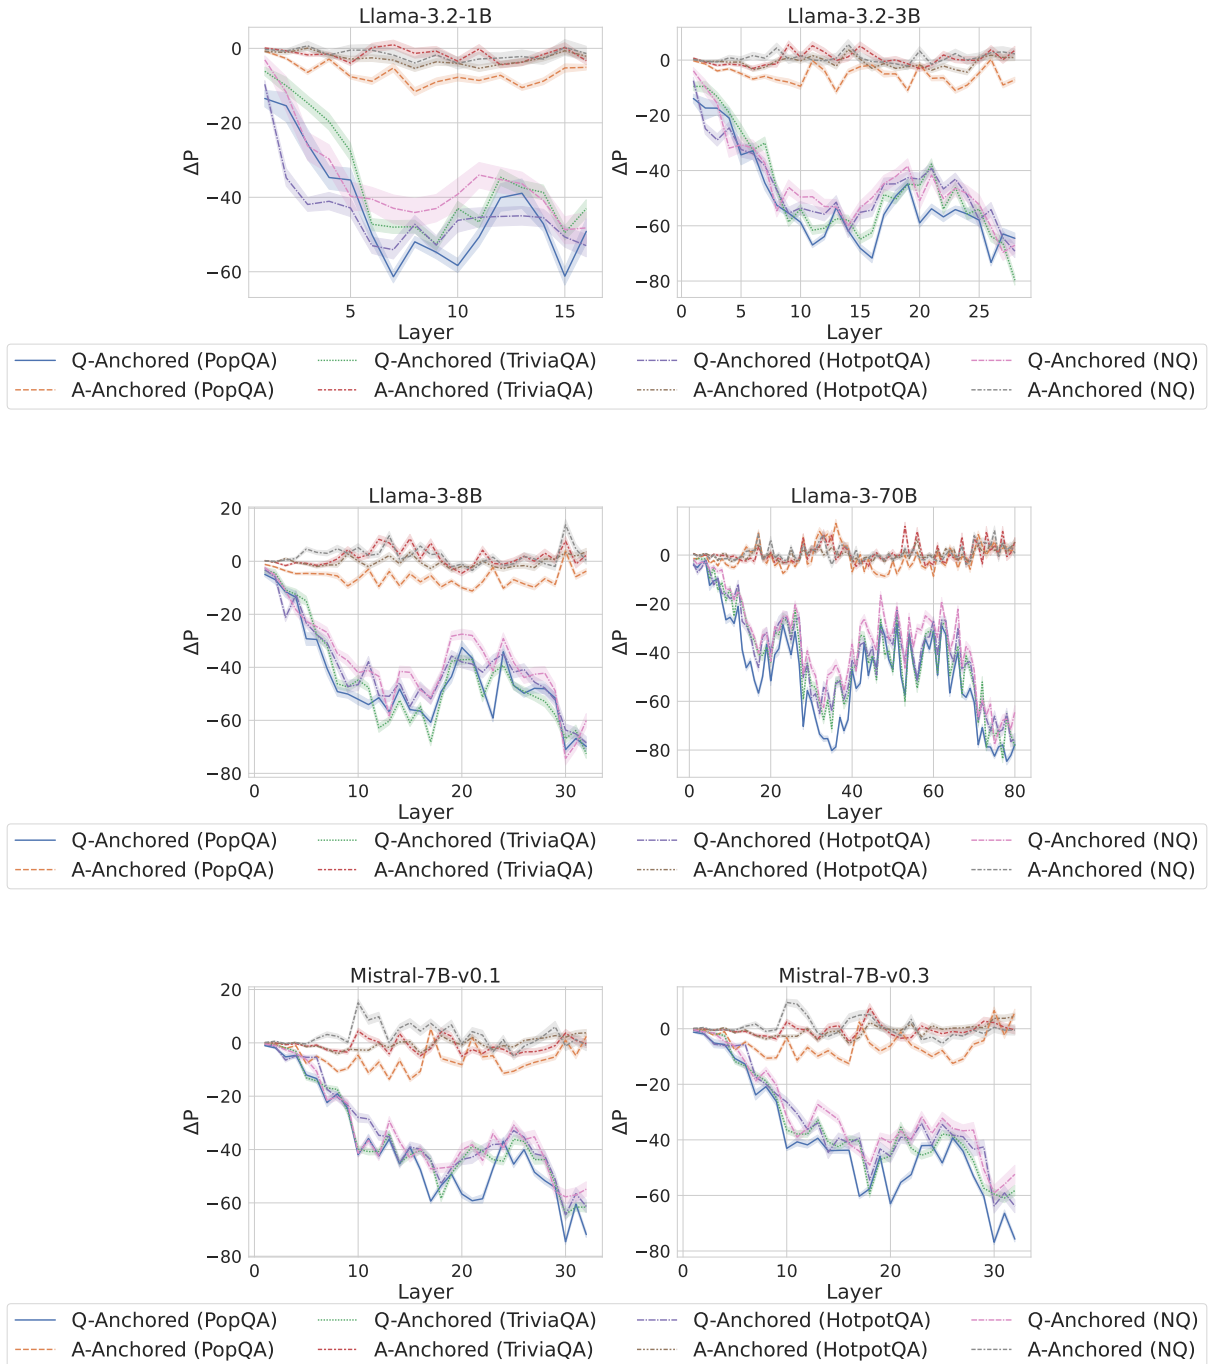 Llama-3.2-1B
Llama-3.2-3B
0
−20
−40
−60
ΔP
5
10
15
Layer
0
−20
−40
−60
−80
ΔP
0
5
10
15
20
25
Layer
Q-Anchored (PopQA)
Q-Anchored (TriviaQA)
Q-Anchored (HotpotQA)
Q-Anchored (NQ)
A-Anchored (PopQA)
A-Anchored (TriviaQA)
A-Anchored (HotpotQA)
A-Anchored (NQ)
Llama-3-8B
Llama-3-70B
20
0
−20
−40
−60
−80
ΔP
0
10
20
30
Layer
0
−20
−40
−60
−80
ΔP
0
20
40
60
80
Layer
Q-Anchored (PopQA)
Q-Anchored (TriviaQA)
Q-Anchored (HotpotQA)
Q-Anchored (NQ)
A-Anchored (PopQA)
A-Anchored (TriviaQA)
A-Anchored (HotpotQA)
A-Anchored (NQ)
Mistral-7B-v0.1
Mistral-7B-v0.3
20
0
−20
−40
−60
−80
ΔP
0
10
20
30
Layer
0
−20
−40
−60
−80
ΔP
0
10
20
30
Layer
Q-Anchored (PopQA)
Q-Anchored (TriviaQA)
Q-Anchored (HotpotQA)
Q-Anchored (NQ)
A-Anchored (PopQA)
A-Anchored (TriviaQA)
A-Anchored (HotpotQA)
A-Anchored (NQ)